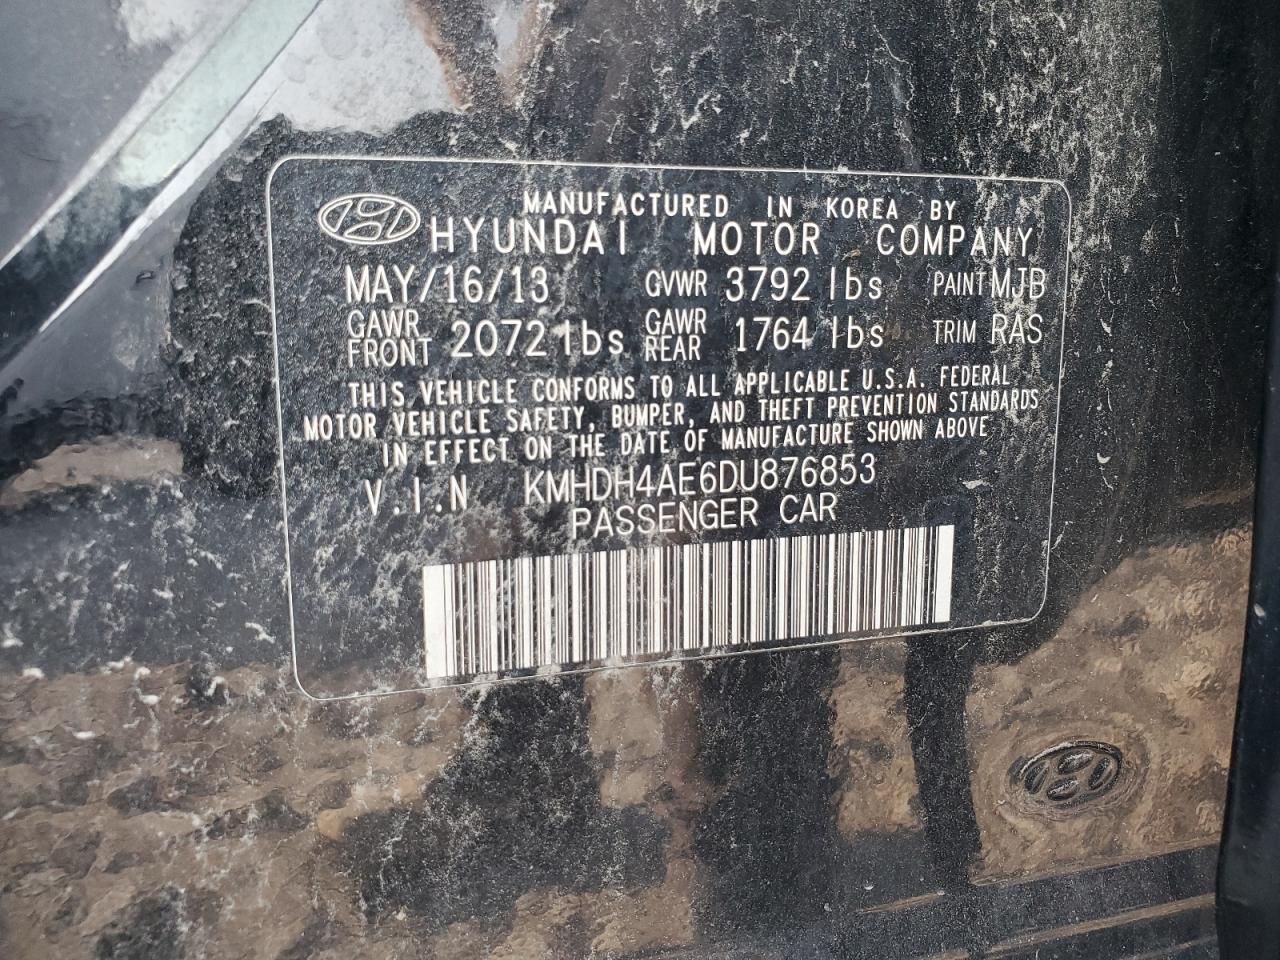 MANUFACTURED IN KOREA BY
HYUNDAI MOTOR COMPANY
MAY/16/13 GVWR 3792 lbs PAINT MJB
GAWR FRONT 2072 lbs GAWR REAR 1764 lbs TRIM RAS
THIS VEHICLE CONFORMS TO ALL APPLICABLE U.S.A. FEDERAL
MOTOR VEHICLE SAFETY, BUMPER, AND THEFT PREVENTION STANDARDS
IN EFFECT ON THE DATE OF MANUFACTURE SHOWN ABOVE
V.I.N KMHDH4AE6DU876853
PASSENGER CAR